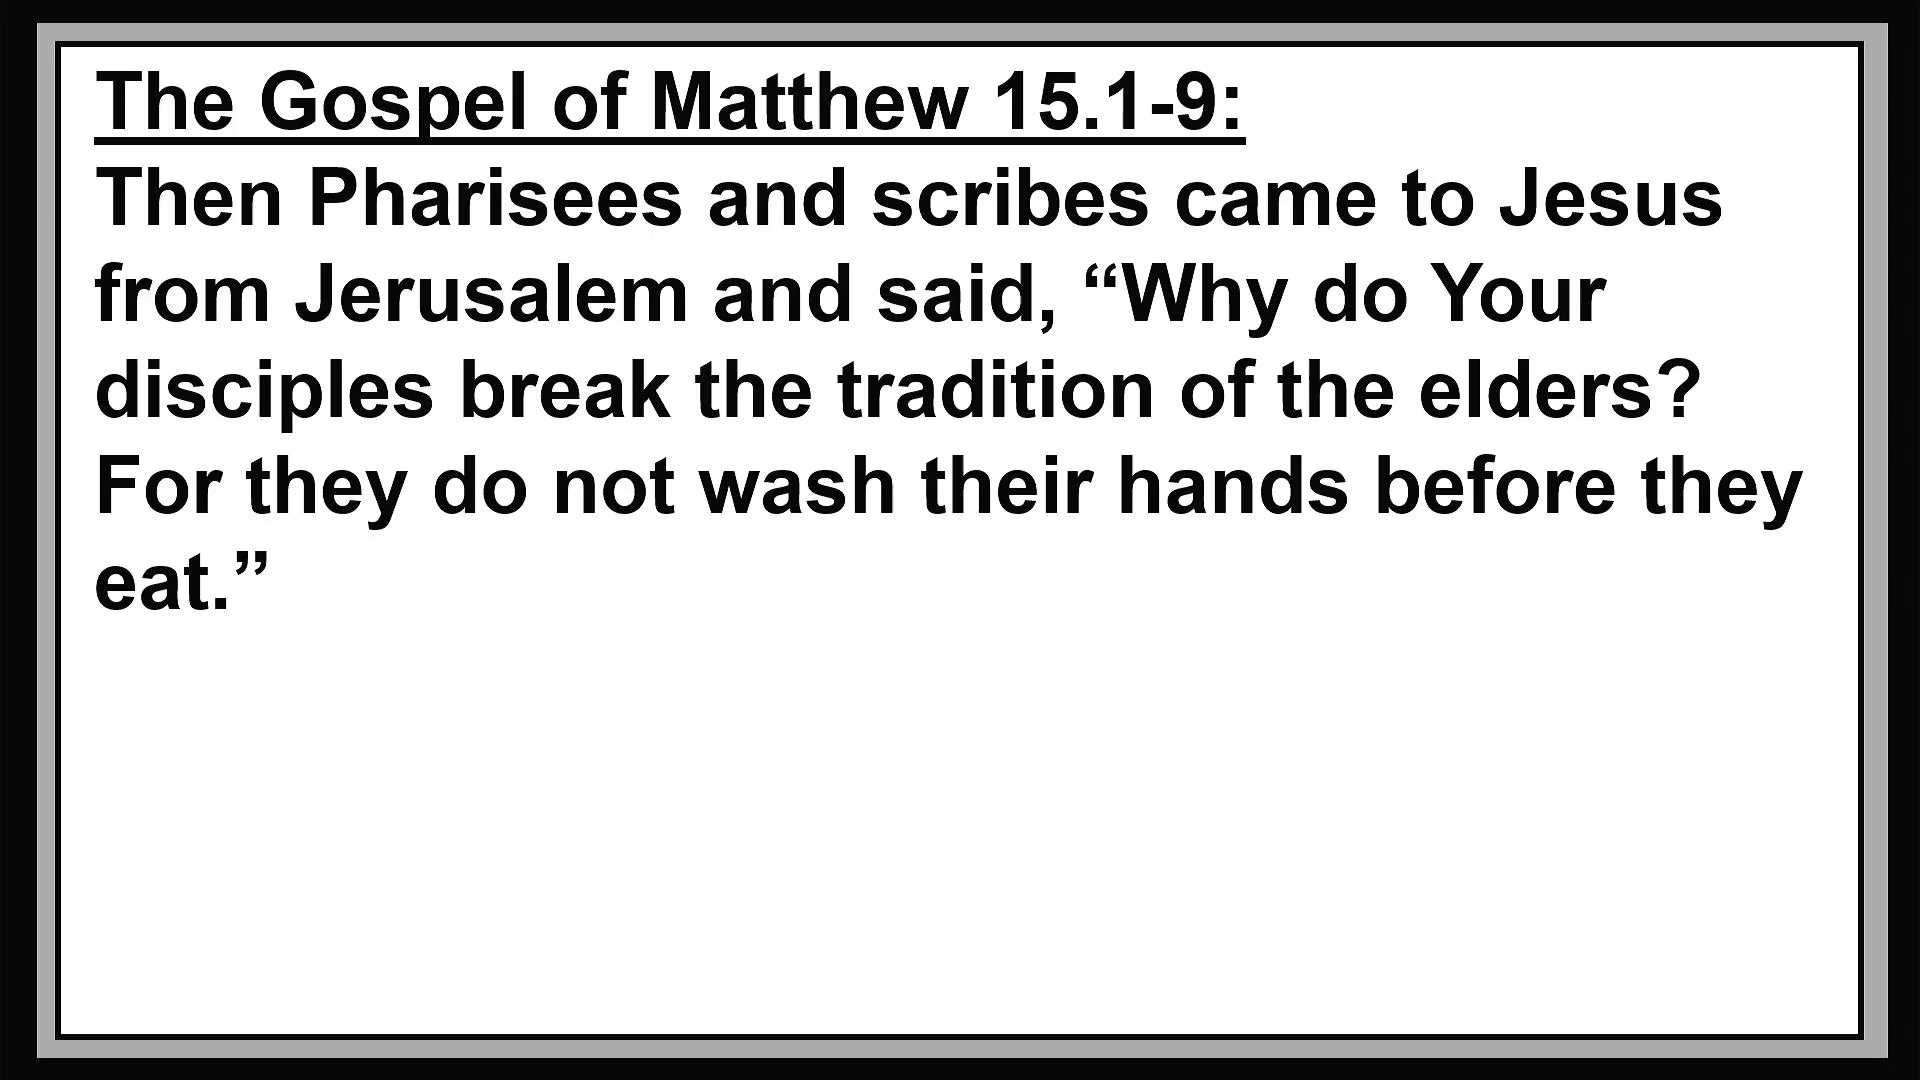 The Gospel of Matthew 15.1-9:
Then Pharisees and scribes came to Jesus
from Jerusalem and said, “Why do Your
disciples break the tradition of the elders?
For they do not wash their hands before they
eat.”